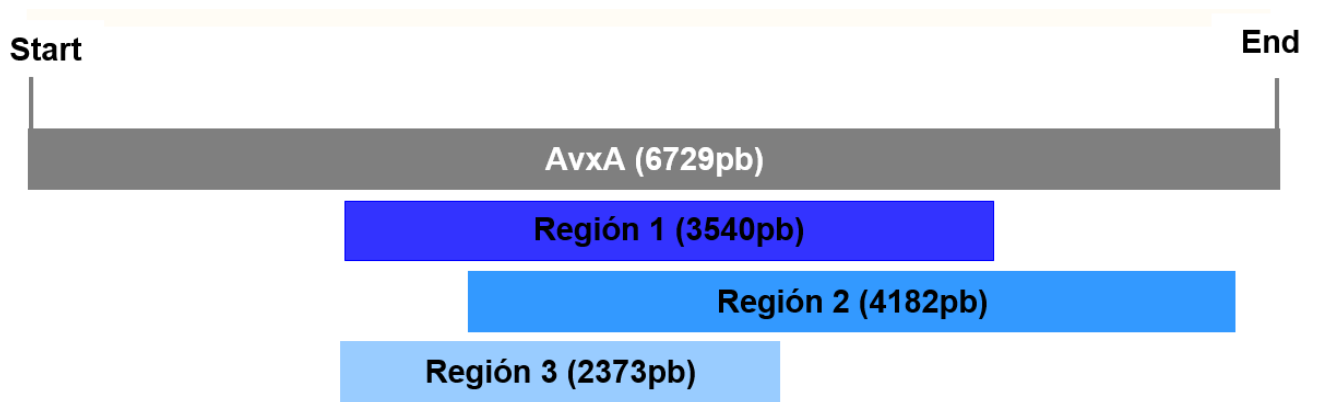 Start
End
AvxA (6729pb)
Región 1 (3540pb)
Región 2 (4182pb)
Región 3 (2373pb)